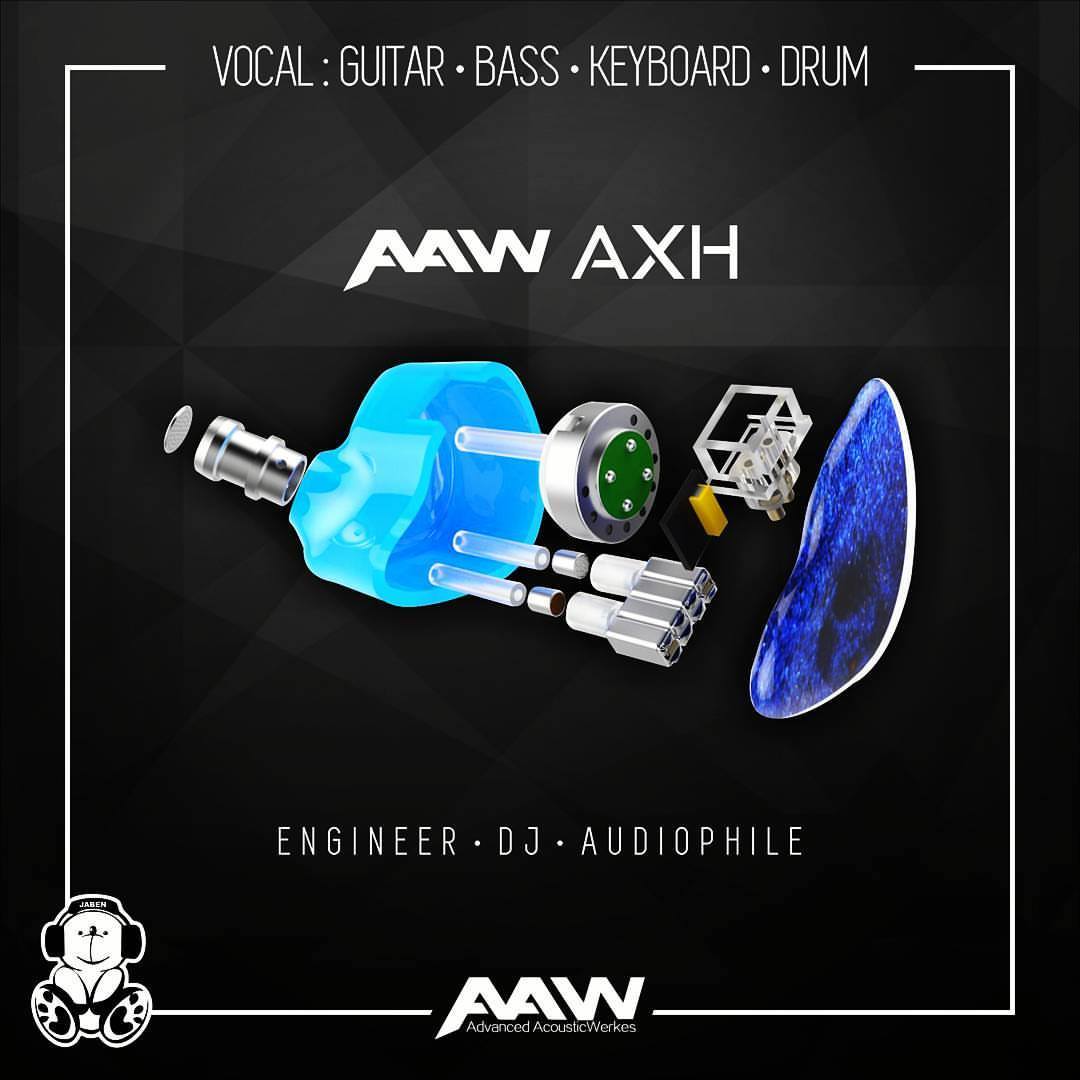 VOCAL : GUITAR • BASS • KEYBOARD • DRUM
AAW AXH
ENGINEER • DJ • AUDIOPHILE
JABEN
AAW
Advanced AcousticWerkes